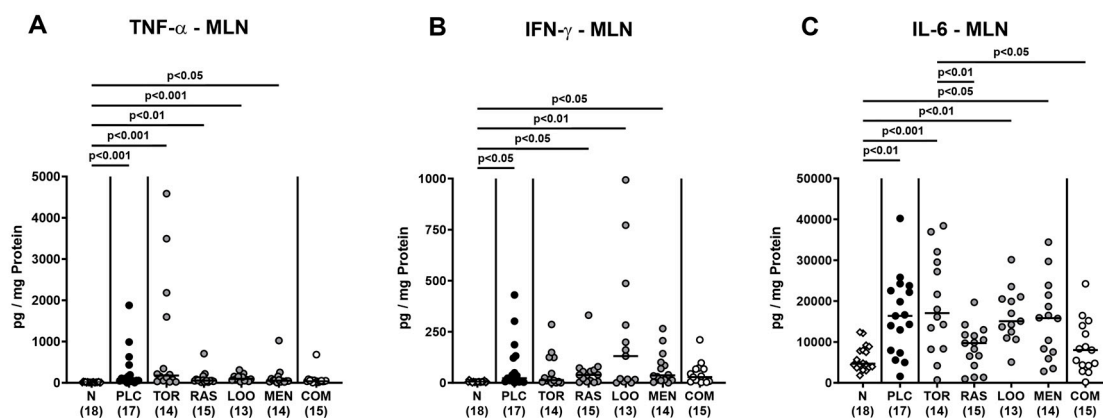 A
TNF-α - MLN
p<0.05
p<0.001
p<0.01
p<0.001
p<0.001
pg / mg Protein
5000
4000
3000
2000
1000
0
N PLC TOR RAS LOO MEN COM
(18) (17) (14) (15) (13) (14) (15)
B
IFN-γ - MLN
p<0.05
p<0.01
p<0.05
p<0.05
pg / mg Protein
1000
750
500
250
0
N PLC TOR RAS LOO MEN COM
(18) (17) (14) (15) (13) (14) (15)
C
IL-6 - MLN
p<0.05
p<0.01
p<0.05
p<0.01
p<0.001
p<0.01
pg / mg Protein
50000
40000
30000
20000
10000
0
N PLC TOR RAS LOO MEN COM
(18) (17) (14) (15) (13) (14) (15)